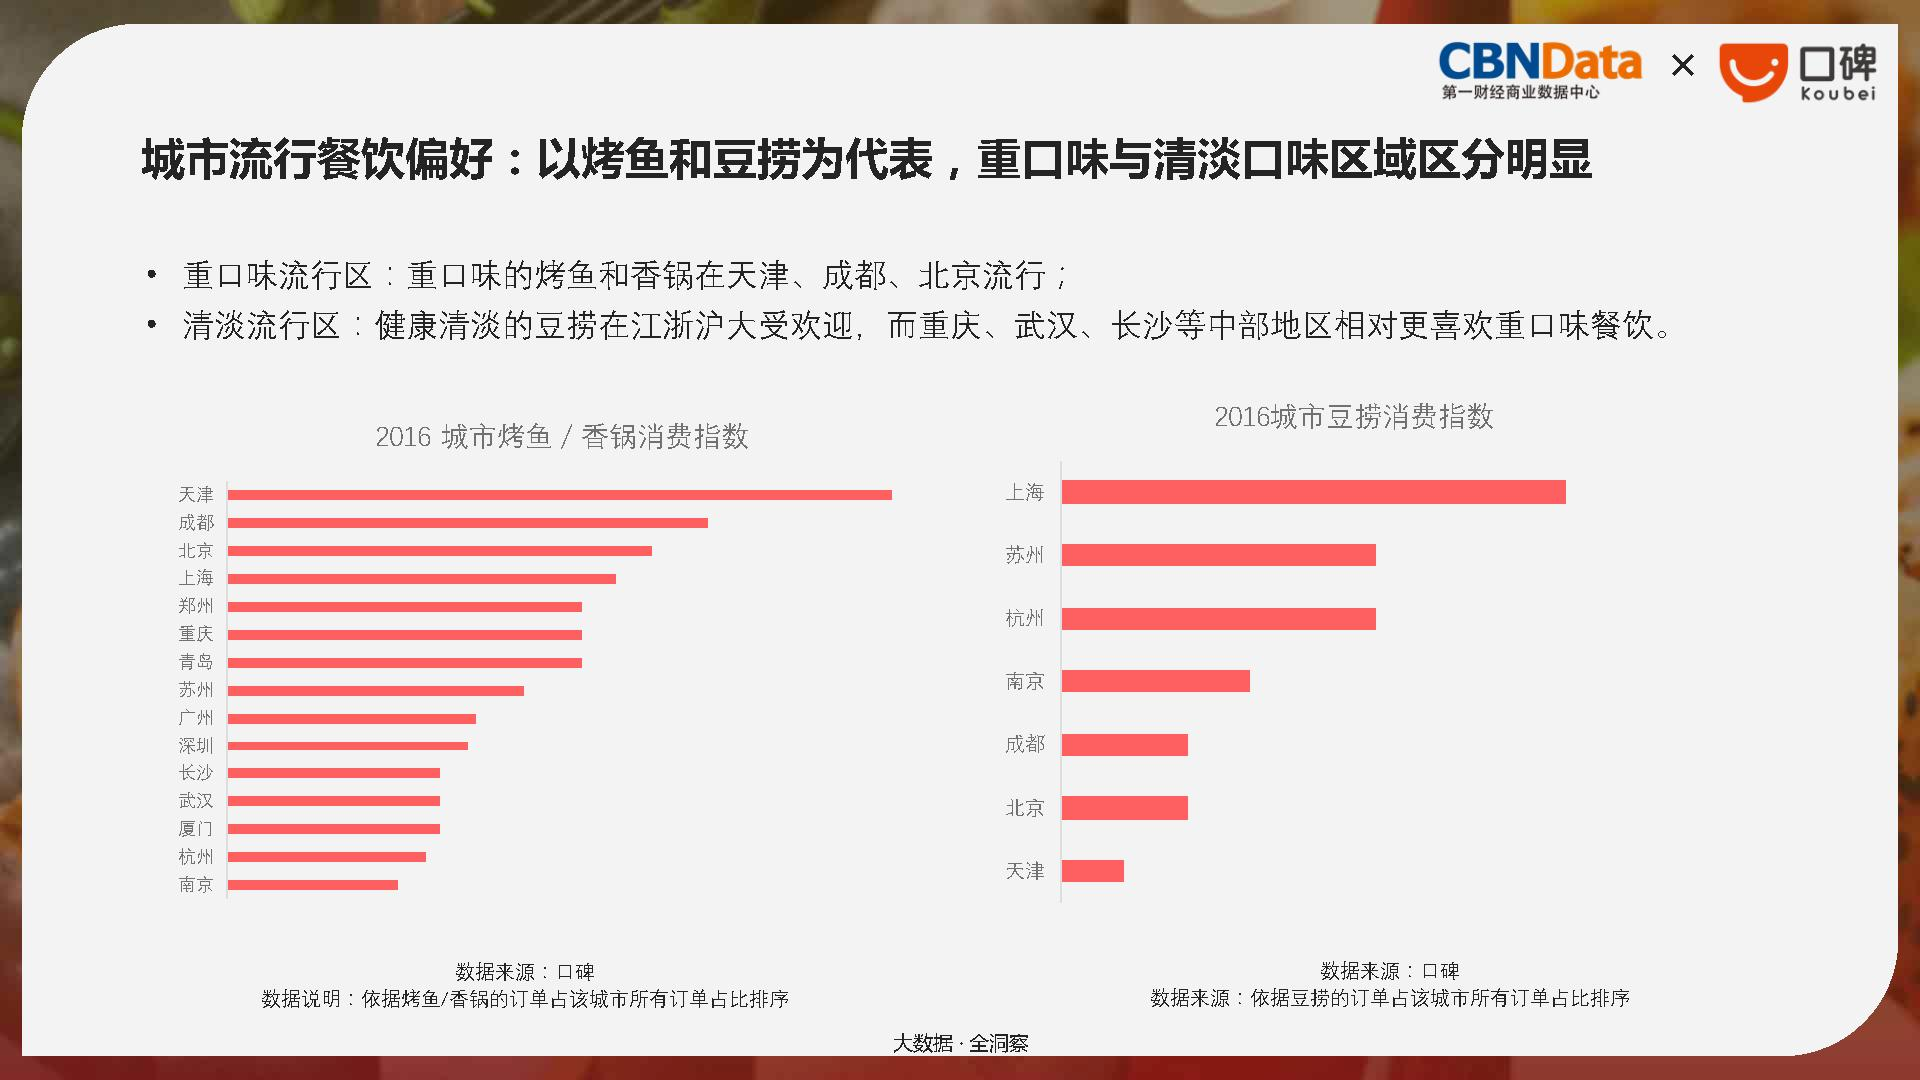 CBNData × 口碑
第一财经商业数据中心 Koubei
城市流行餐饮偏好：以烤鱼和豆捞为代表，重口味与清淡口味区域区分明显
• 重口味流行区：重口味的烤鱼和香锅在天津、成都、北京流行；
• 清淡流行区：健康清淡的豆捞在江浙沪大受欢迎，而重庆、武汉、长沙等中部地区相对更喜欢重口味餐饮。
2016 城市烤鱼 / 香锅消费指数
天津
成都
北京
上海
郑州
重庆
青岛
苏州
广州
深圳
长沙
武汉
厦门
杭州
南京
数据来源：口碑
数据说明：依据烤鱼/香锅的订单占该城市所有订单占比排序
2016城市豆捞消费指数
上海
苏州
杭州
南京
成都
北京
天津
数据来源：口碑
数据来源：依据豆捞的订单占该城市所有订单占比排序
大数据 · 全洞察